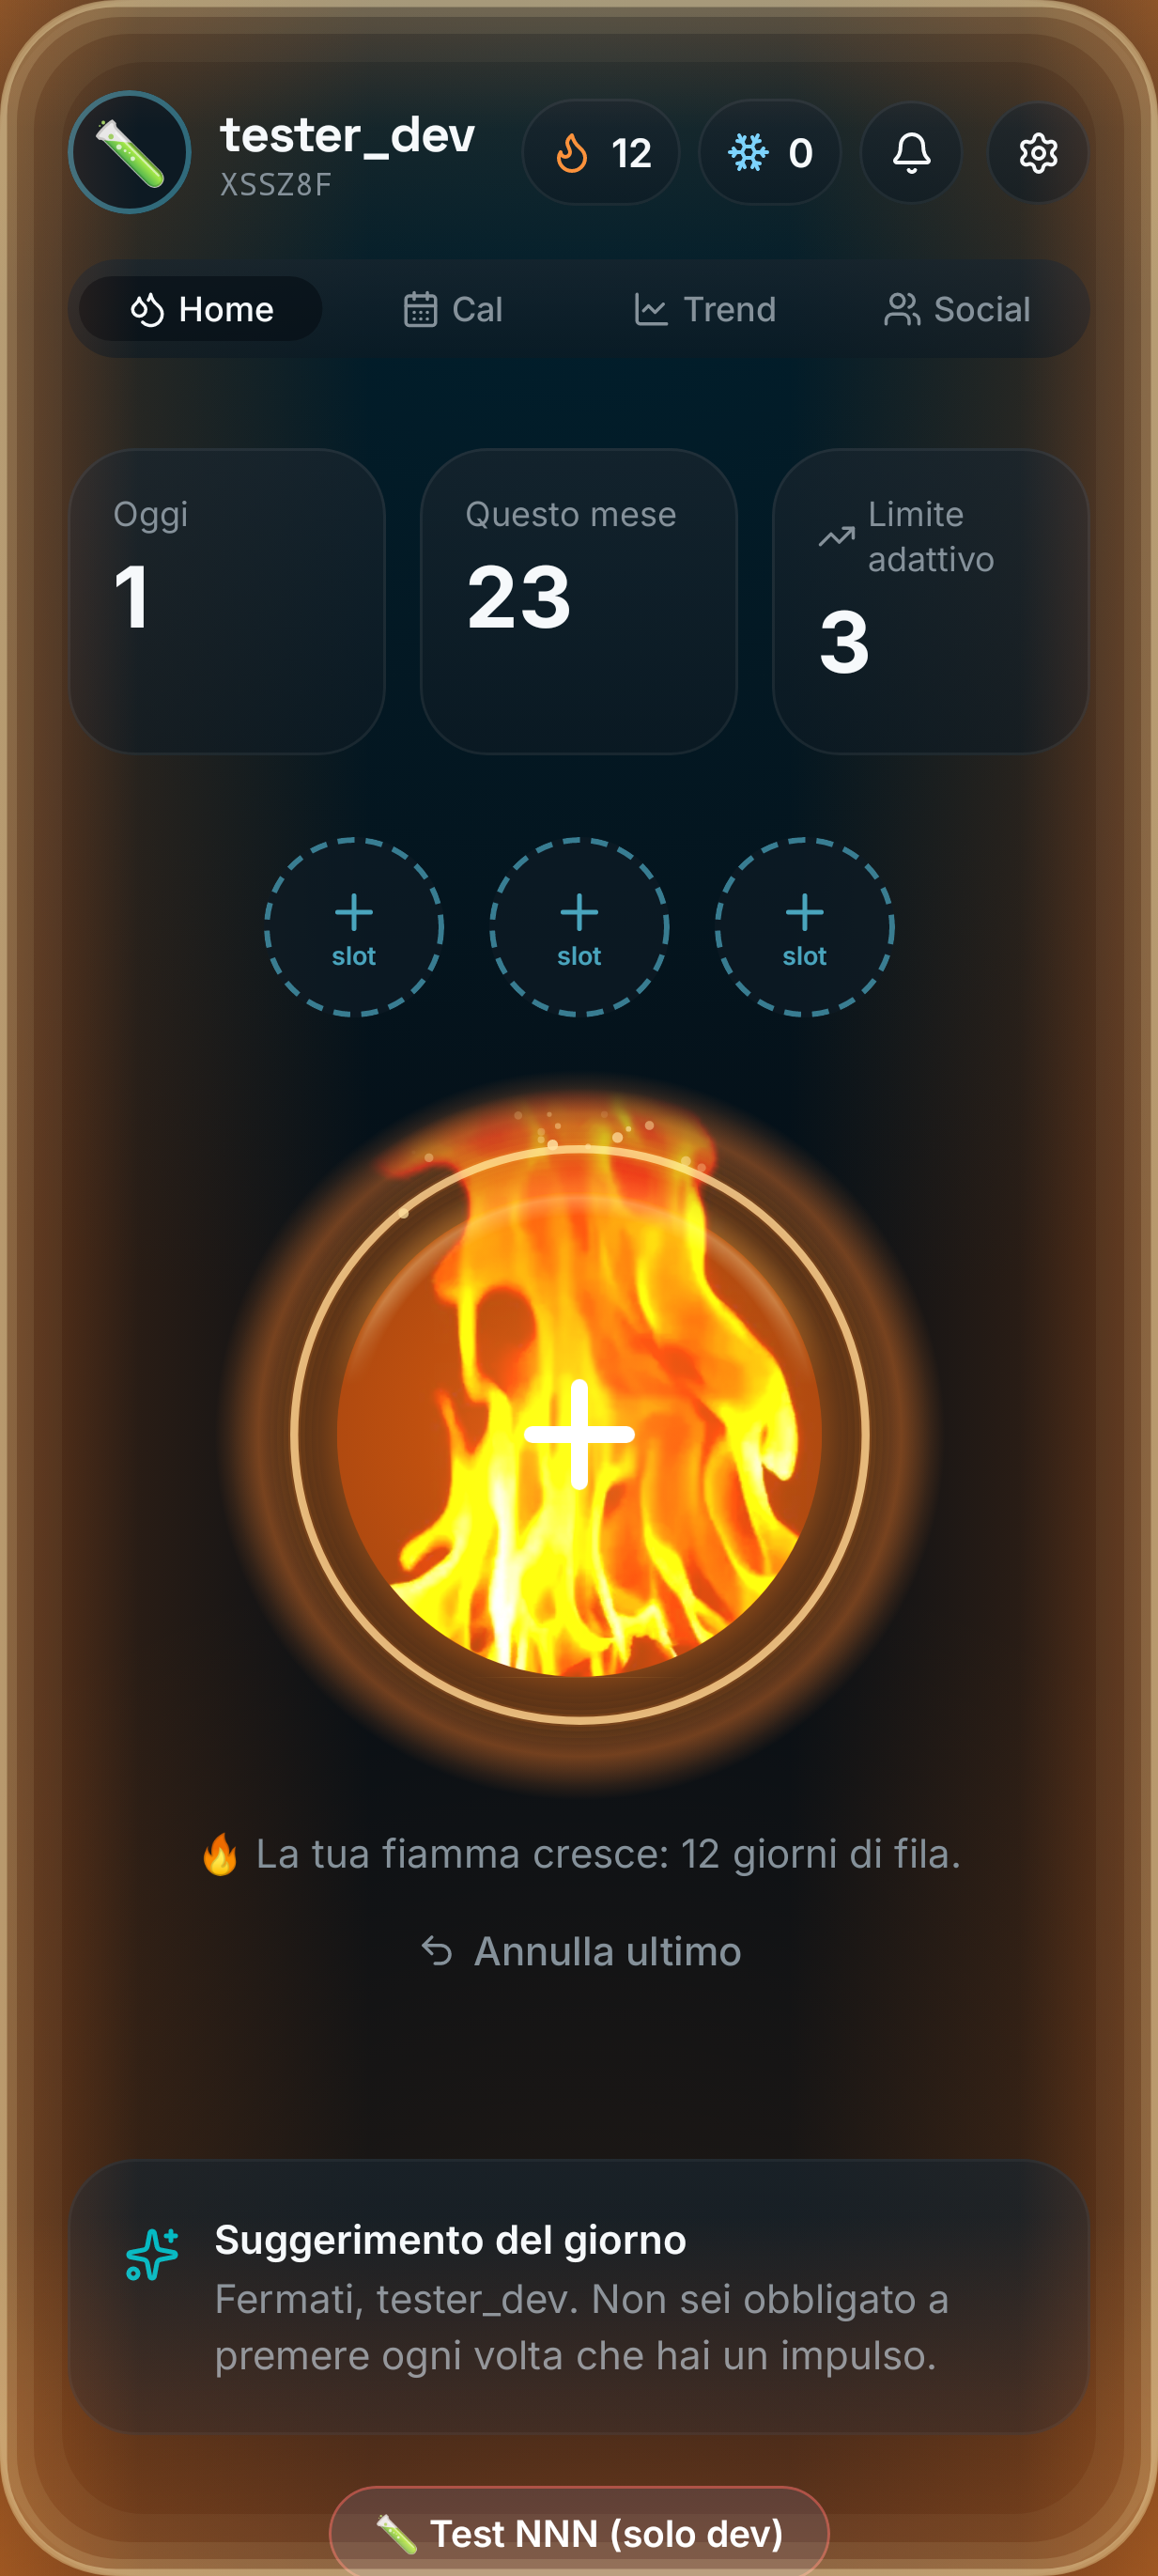 tester_dev
XSSZ8F
12
0
Home
Cal
Trend
Social
Oggi
1
Questo mese
23
Limite
adattivo
3
slot
slot
slot
La tua fiamma cresce: 12 giorni di fila.
Annulla ultimo
Suggerimento del giorno
Fermati, tester_dev. Non sei obbligato a
premere ogni volta che hai un impulso.
Test NNN (solo dev)